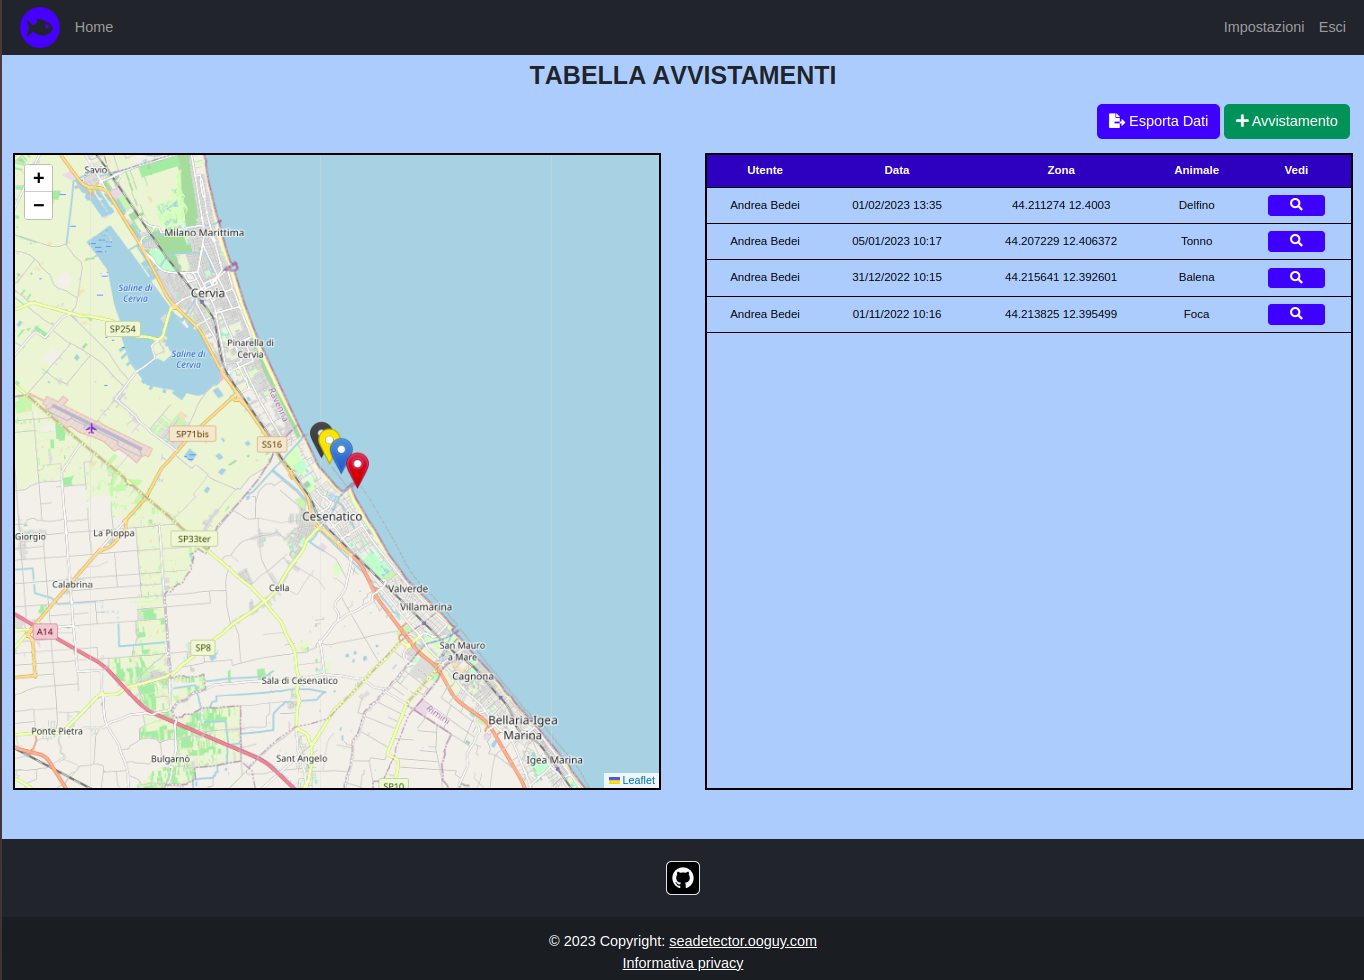 Home
Impostazioni Esci
TABELLA AVVISTAMENTI
Esporta Dati
Avvistamento
+
−
Savio
Milano Marittima
Saline di
Cervia
Cervia
SP254
Pinarella di
Cervia
Saline di
Cervia
Ravenna
SP71bis
SS16
Cesenatico
Giorgio
La Pioppa
SP33ter
Calabrina
Cella
Valverde
Villamarina
A14
SP8
San Mauro
a Mare
Cagnona
Sala di Cesenatico
Rimini
Bellaria-Igea
Marina
Ponte Pietra
Bulgarnò
Sant Angelo
Igea Marina
SP10
Leaflet
Utente Data Zona Animale Vedi
Andrea Bedei 01/02/2023 13:35 44.211274 12.4003 Delfino
Andrea Bedei 05/01/2023 10:17 44.207229 12.406372 Tonno
Andrea Bedei 31/12/2022 10:15 44.215641 12.392601 Balena
Andrea Bedei 01/11/2022 10:16 44.213825 12.395499 Foca
© 2023 Copyright: seadetector.ooguy.com
Informativa privacy